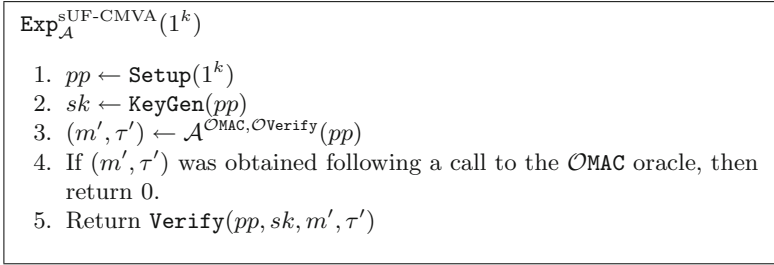 Exp_𝒜^{sUF-CMVA}(1^k)
1. pp ← Setup(1^k)
2. sk ← KeyGen(pp)
3. (m′, τ′) ← 𝒜^{𝒪MAC,𝒪Verify}(pp)
4. If (m′, τ′) was obtained following a call to the 𝒪MAC oracle, then
return 0.
5. Return Verify(pp, sk, m′, τ′)